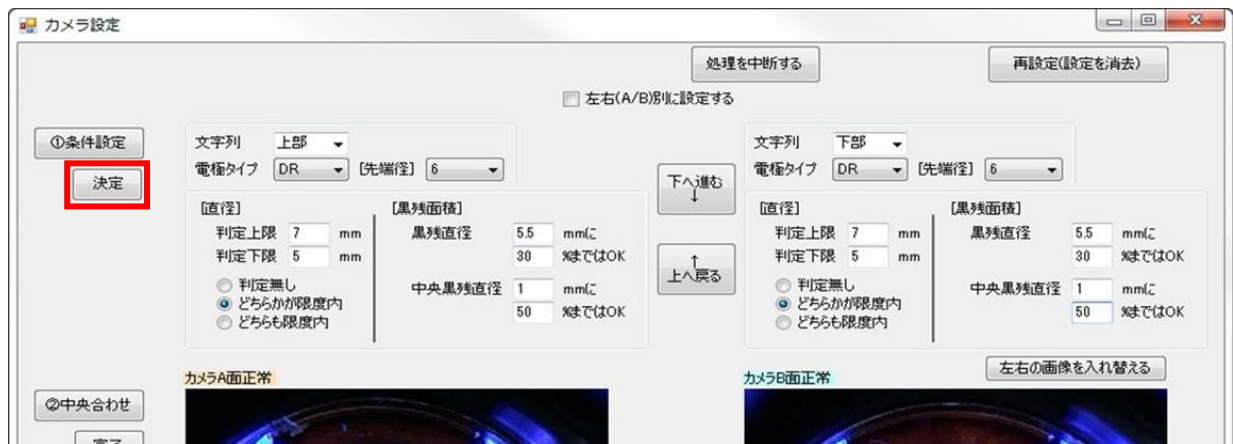 カメラ設定
処理を中断する
再設定(設定を消去)
左右(A/B)別に設定する
①条件設定
決定
文字列 上部
電極タイプ DR [先端径] 6
[直径]
判定上限 7 mm
判定下限 5 mm
判定無し
どちらかが限度内
どちらも限度内
[黒残面積]
黒残直径 5.5 mmに
30 %まではOK
中央黒残直径 1 mmに
50 %まではOK
下へ進む
↓
↑
上へ戻る
文字列 下部
電極タイプ DR [先端径] 6
[直径]
判定上限 7 mm
判定下限 5 mm
判定無し
どちらかが限度内
どちらも限度内
[黒残面積]
黒残直径 5.5 mmに
30 %まではOK
中央黒残直径 1 mmに
50 %まではOK
カメラA面正常
カメラB面正常
左右の画像を入れ替える
②中央合わせ